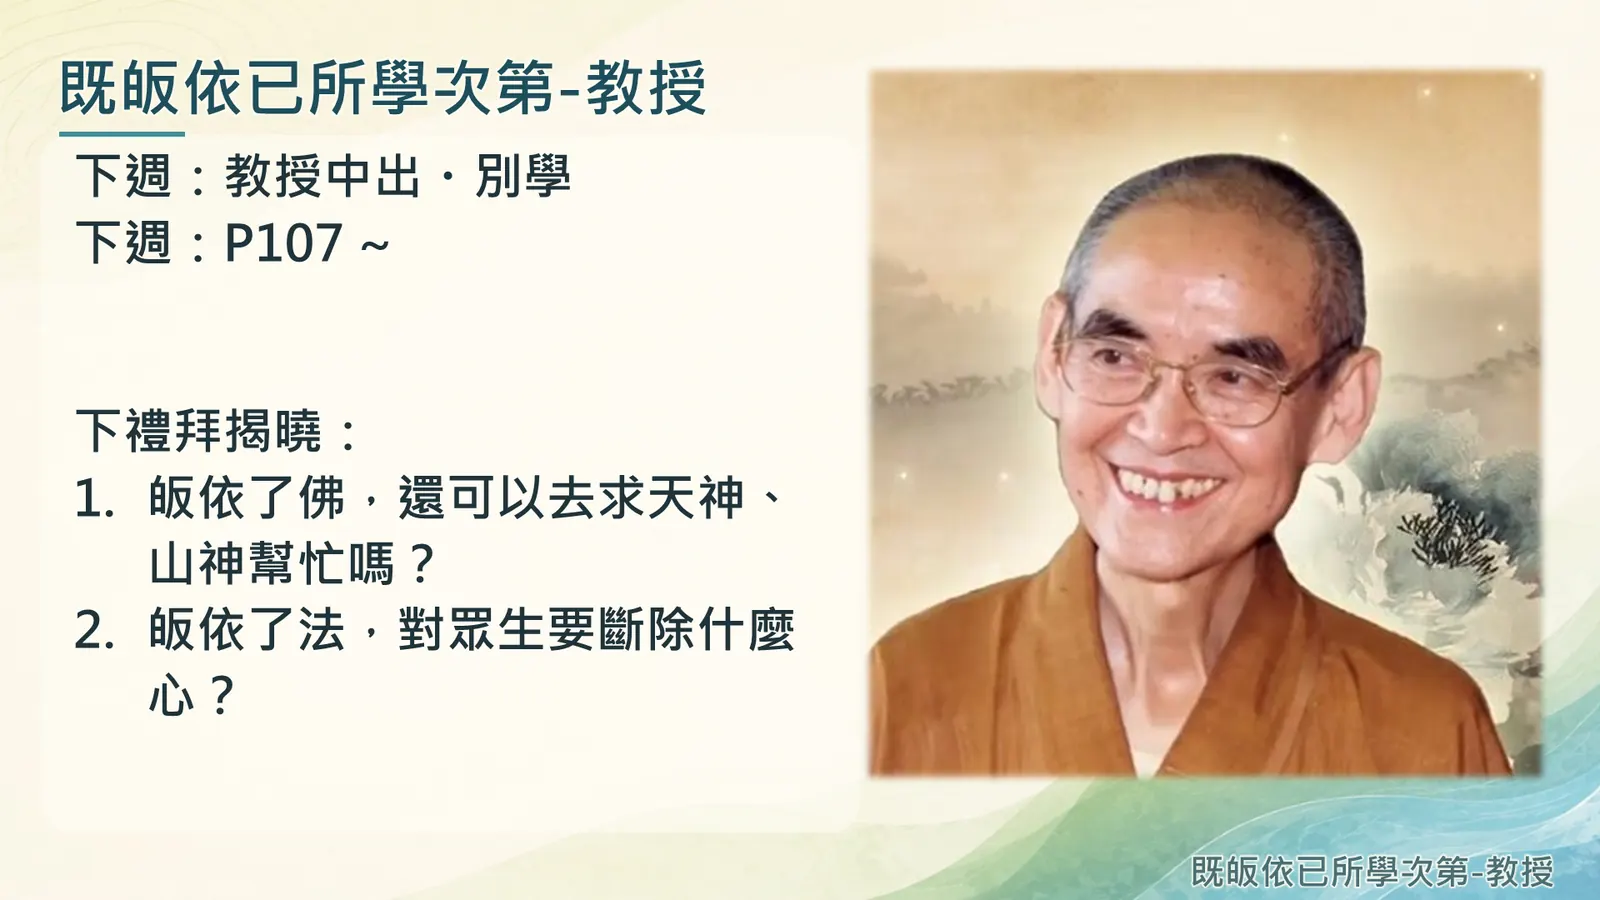 既皈依已所學次第-教授
下週：教授中出．別學
下週：P107 ~
下禮拜揭曉：
1. 皈依了佛，還可以去求天神、
山神幫忙嗎？
2. 皈依了法，對眾生要斷除什麼
心？
既皈依已所學次第-教授